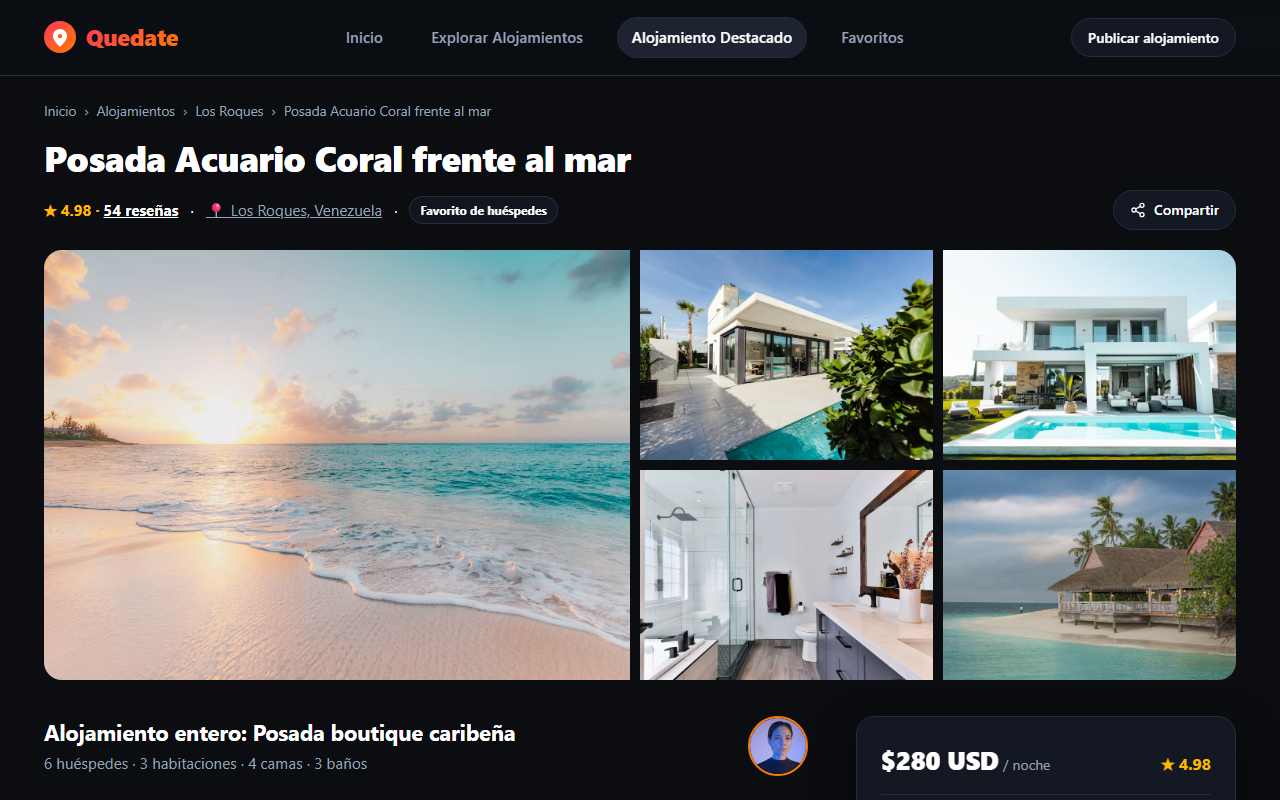 Quedate
Inicio
Explorar Alojamientos
Alojamiento Destacado
Favoritos
Publicar alojamiento
Inicio › Alojamientos › Los Roques › Posada Acuario Coral frente al mar
Posada Acuario Coral frente al mar
★ 4.98 · 54 reseñas · 📍 Los Roques, Venezuela · Favorito de huéspedes
Compartir
Alojamiento entero: Posada boutique caribeña
6 huéspedes · 3 habitaciones · 4 camas · 3 baños
$280 USD / noche
★ 4.98